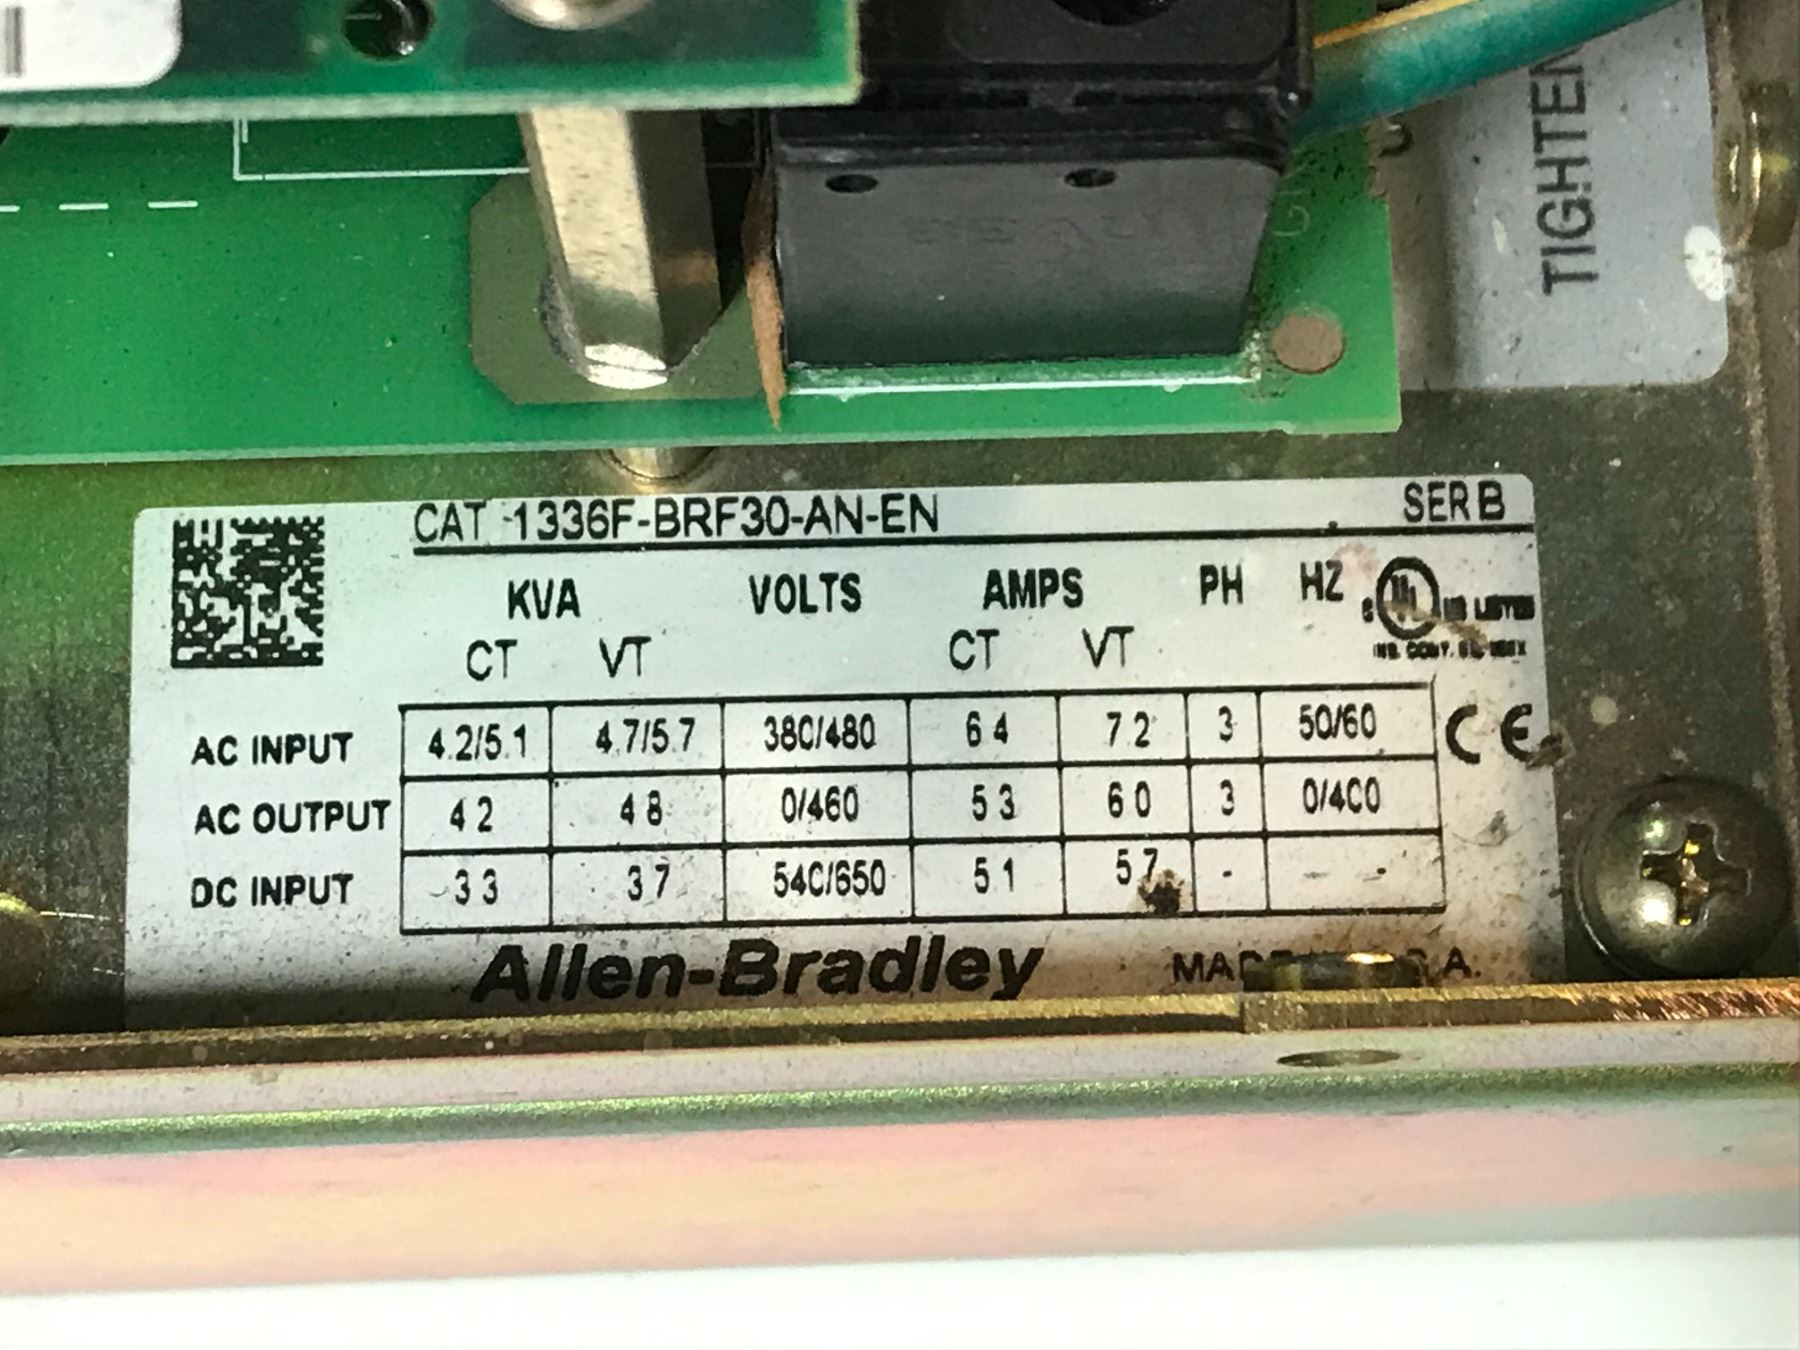 TIGHTEN
CAT 1336F-BRF30-AN-EN SER B
KVA VOLTS AMPS PH HZ
CT VT CT VT
UL LISTED
AC INPUT 4.2/5.1 4.7/5.7 380/480 6.4 7.2 3 50/60 CE
AC OUTPUT 4.2 4.8 0/460 5.3 6.0 3 0/400
DC INPUT 3.3 3.7 540/650 5.1 5.7 - - -
Allen-Bradley